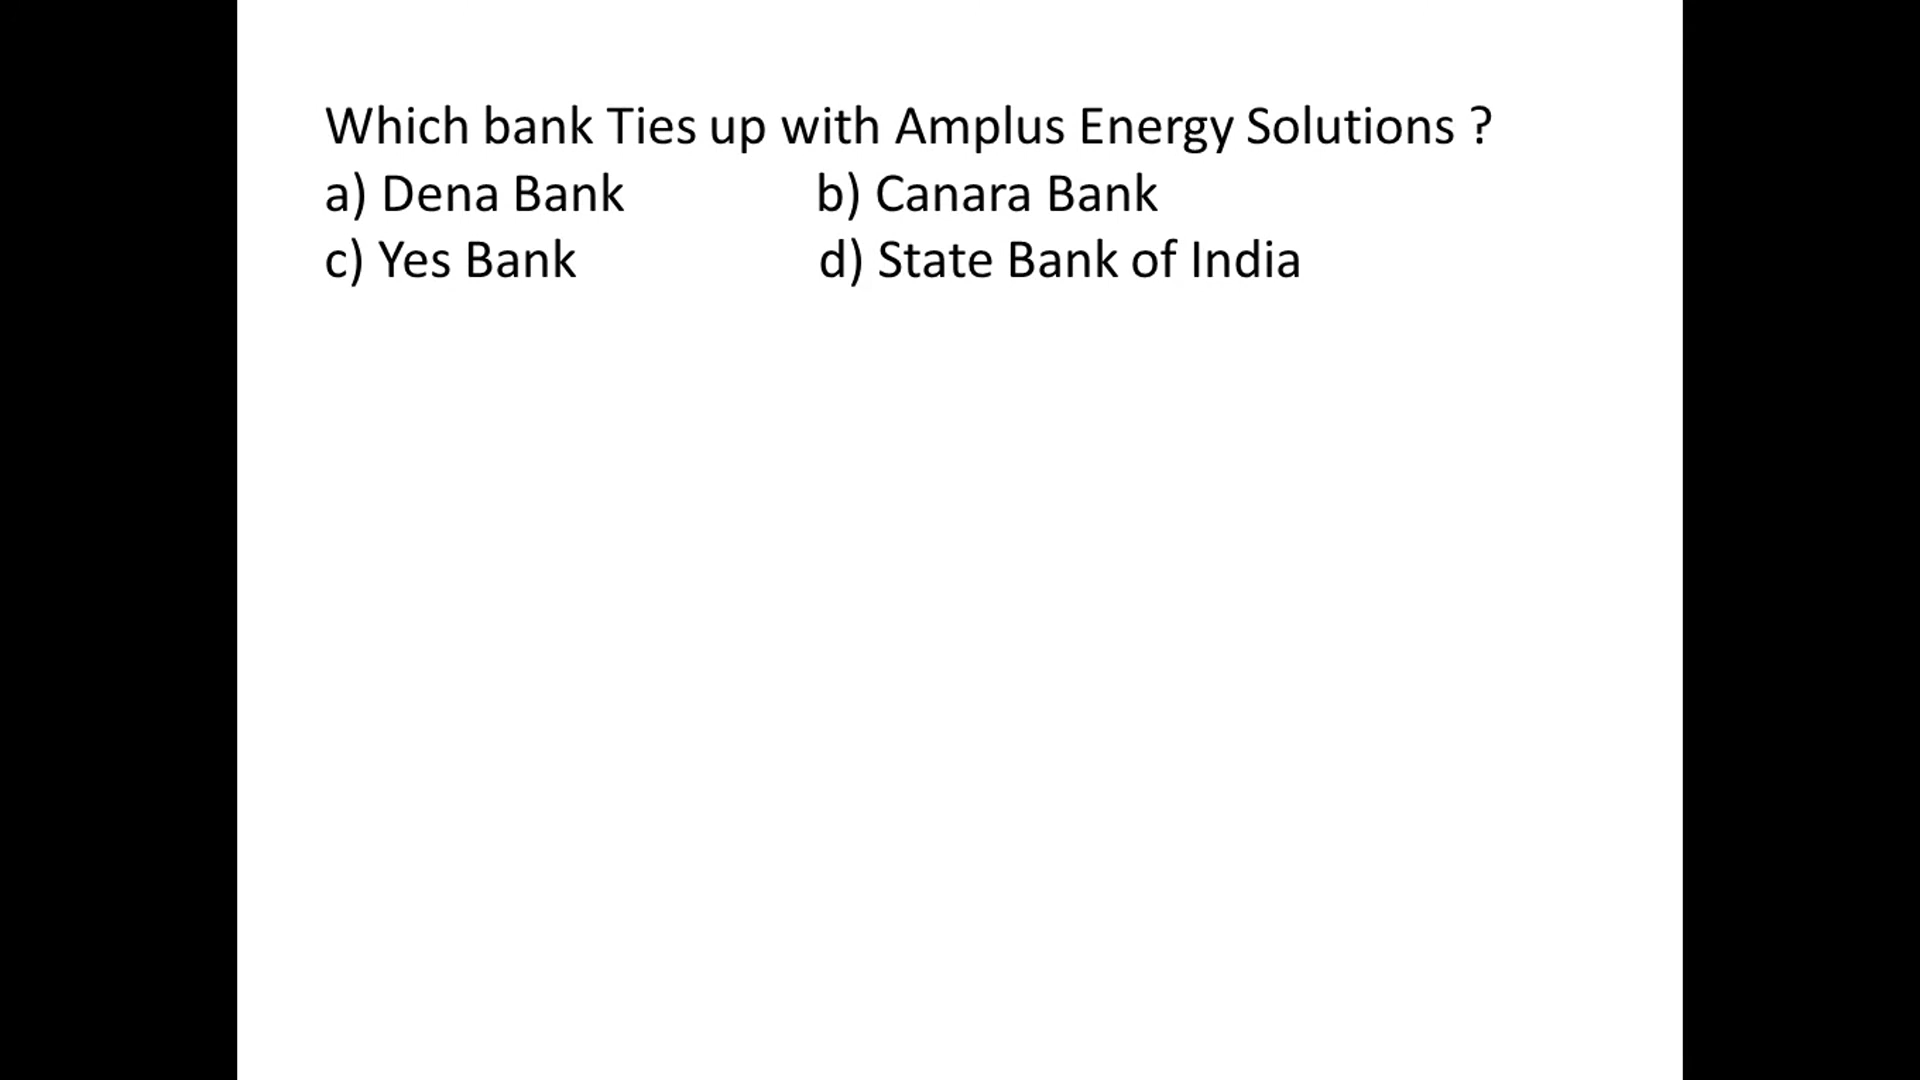 Which bank Ties up with Amplus Energy Solutions ?
a) Dena Bank b) Canara Bank
c) Yes Bank d) State Bank of India